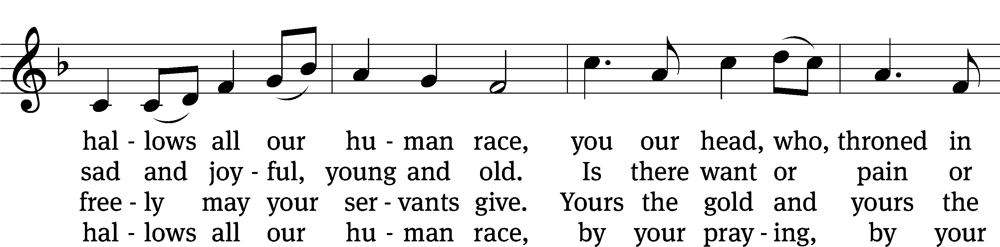 hal - lows all our hu - man race, you our head, who, throned in
sad and joy - ful, young and old. Is there want or pain or
free - ly may your ser - vants give. Yours the gold and yours the
hal - lows all our hu - man race, by your pray - ing, by your